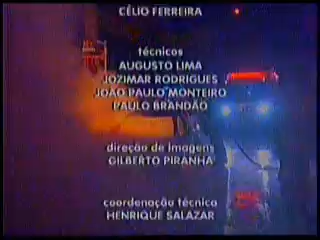 CÉLIO FERREIRA
técnicos
AUGUSTO LIMA
JOZIMAR RODRIGUES
JOÃO PAULO MONTEIRO
PAULO BRANDÃO
direção de imagens
GILBERTO PIRANHA
coordenação técnica
HENRIQUE SALAZAR